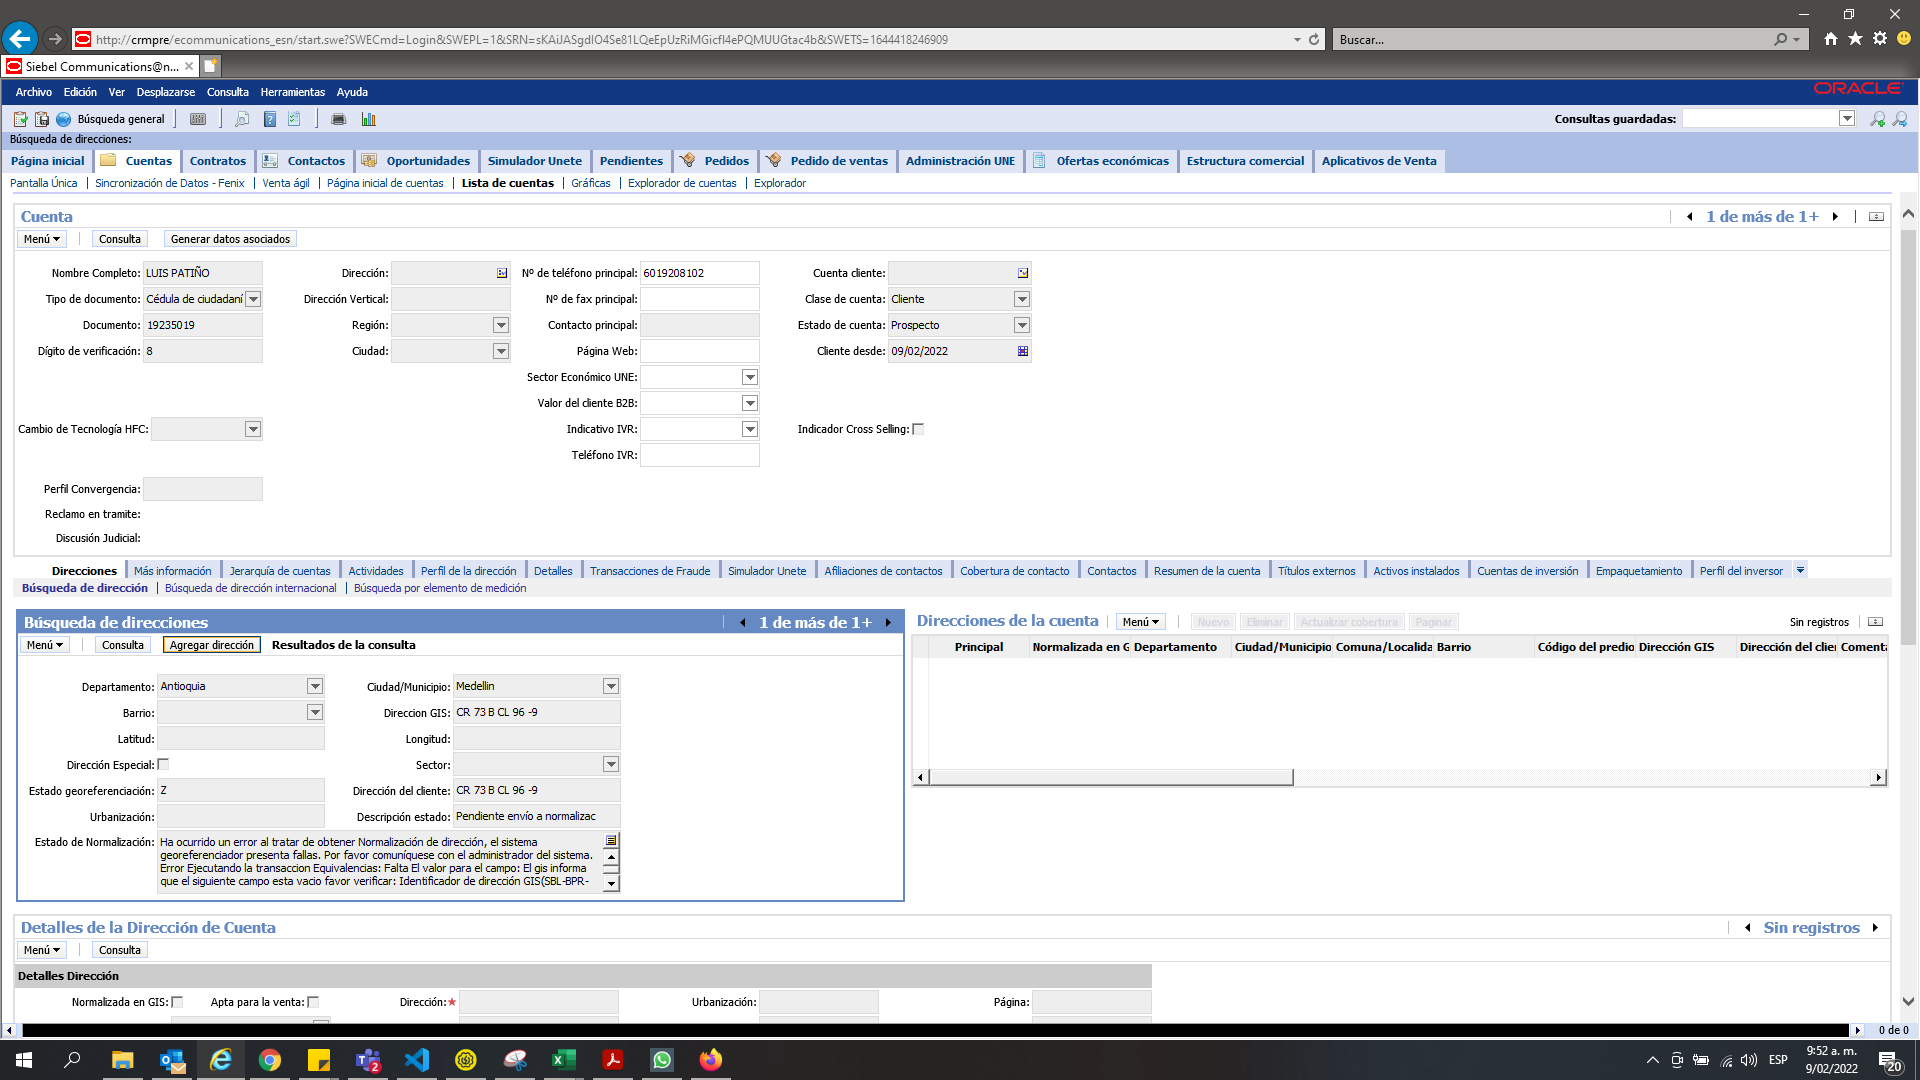 http://crmpre/ecommunications_esn/start.swe?SWECmd=Login&SWEPL=1&SRN=sKAiJASgdIO4Se81LQeEpUzRiMGicfl4ePQMUUGtac4b&SWETS=1644418246909
Buscar...
Siebel Communications@n...
Archivo Edición Ver Desplazarse Consulta Herramientas Ayuda
ORACLE
Búsqueda general
Consultas guardadas:
Búsqueda de direcciones:
Página inicial Cuentas Contratos Contactos Oportunidades Simulador Unete Pendientes Pedidos Pedido de ventas Administración UNE Ofertas económicas Estructura comercial Aplicativos de Venta
Pantalla Única Sincronización de Datos - Fenix Venta ágil Página inicial de cuentas Lista de cuentas Gráficas Explorador de cuentas Explorador
Cuenta 1 de más de 1+
Menú Consulta Generar datos asociados
Nombre Completo: LUIS PATIÑO Dirección: Nº de teléfono principal: 6019208102 Cuenta cliente:
Tipo de documento: Cédula de ciudadaní Dirección Vertical: Nº de fax principal: Clase de cuenta: Cliente
Documento: 19235019 Región: Contacto principal: Estado de cuenta: Prospecto
Dígito de verificación: 8 Ciudad: Página Web: Cliente desde: 09/02/2022
Sector Económico UNE:
Valor del cliente B2B:
Cambio de Tecnología HFC: Indicativo IVR: Indicador Cross Selling:
Teléfono IVR:
Perfil Convergencia:
Reclamo en tramite:
Discusión Judicial:
Direcciones Más información Jerarquía de cuentas Actividades Perfil de la dirección Detalles Transacciones de Fraude Simulador Unete Afiliaciones de contactos Cobertura de contacto Contactos Resumen de la cuenta Títulos externos Activos instalados Cuentas de inversión Empaquetamiento Perfil del inversor
Búsqueda de dirección Búsqueda de dirección internacional Búsqueda por elemento de medición
Búsqueda de direcciones 1 de más de 1+
Menú Consulta Agregar dirección Resultados de la consulta
Departamento: Antioquia Ciudad/Municipio: Medellin
Barrio: Direccion GIS: CR 73 B CL 96 -9
Latitud: Longitud:
Dirección Especial: Sector:
Estado georeferenciación: Z Dirección del cliente: CR 73 B CL 96 -9
Urbanización: Descripción estado: Pendiente envío a normalizac
Estado de Normalización: Ha ocurrido un error al tratar de obtener Normalización de dirección, el sistema
georeferenciador presenta fallas. Por favor comuníquese con el administrador del sistema.
Error Ejecutando la transaccion Equivalencias: Falta El valor para el campo: El gis informa
que el siguiente campo esta vacio favor verificar: Identificador de dirección GIS(SBL-BPR-
Direcciones de la cuenta Menú Nuevo Eliminar Actualizar cobertura Paginar Sin registros
Principal Normalizada en G Departamento Ciudad/Municipio Comuna/Localida Barrio Código del predio Dirección GIS Dirección del clien Comenta
Detalles de la Dirección de Cuenta Sin registros
Menú Consulta
Detalles Dirección
Normalizada en GIS: Apta para la venta: Dirección:★ Urbanización: Página:
0 de 0
2
ESP
9:52 a. m.
9/02/2022
20